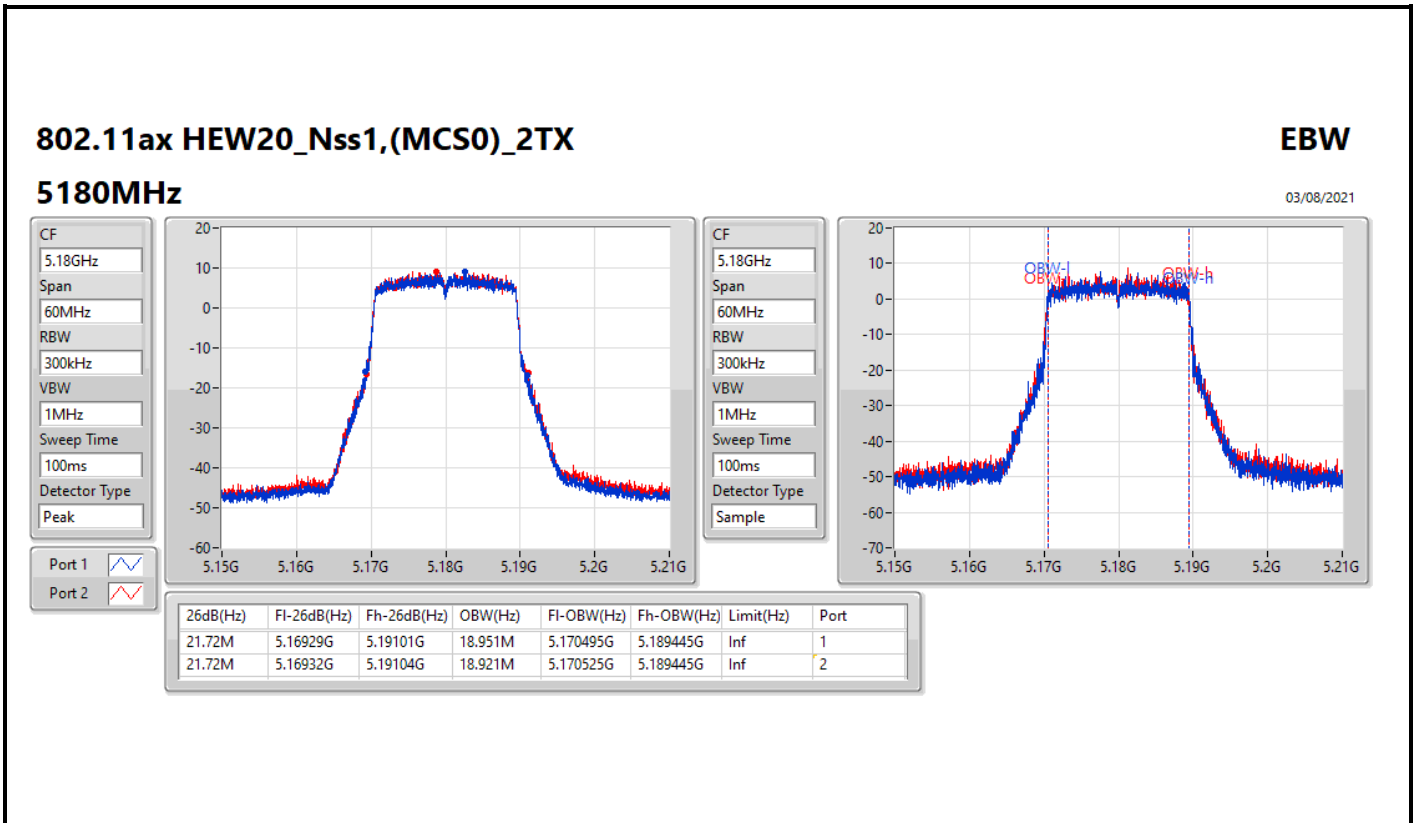 802.11ax HEW20_Nss1,(MCS0)_2TX
EBW
5180MHz
03/08/2021
CF
5.18GHz
Span
60MHz
RBW
300kHz
VBW
1MHz
Sweep Time
100ms
Detector Type
Peak
Port 1
Port 2
20
10
0
-10
-20
-30
-40
-50
-60
5.15G 5.16G 5.17G 5.18G 5.19G 5.2G 5.21G
CF
5.18GHz
Span
60MHz
RBW
300kHz
VBW
1MHz
Sweep Time
100ms
Detector Type
Sample
20
10
0
-10
-20
-30
-40
-50
-60
-70
OBW-l
OBW-h
OBW-h
5.15G 5.16G 5.17G 5.18G 5.19G 5.2G 5.21G
26dB(Hz) Fl-26dB(Hz) Fh-26dB(Hz) OBW(Hz) Fl-OBW(Hz) Fh-OBW(Hz) Limit(Hz) Port
21.72M 5.16929G 5.19101G 18.951M 5.170495G 5.189445G Inf 1
21.72M 5.16932G 5.19104G 18.921M 5.170525G 5.189445G Inf 2